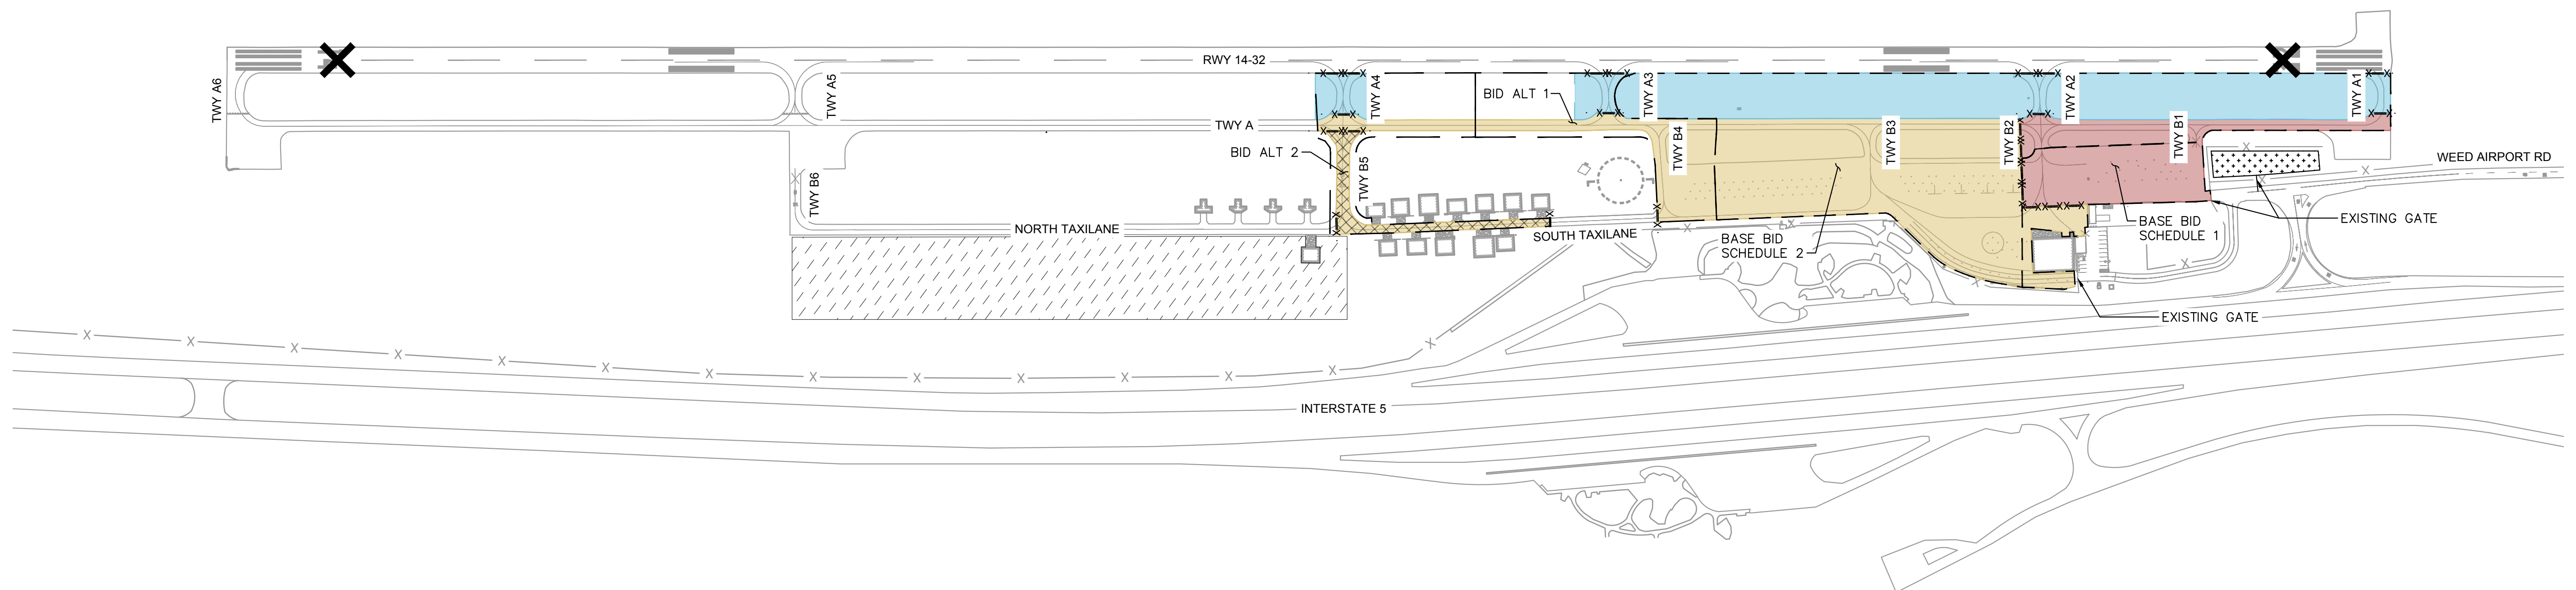 RWY 14-32
TWY A6
TWY A5
TWY A4
TWY A3
TWY A2
TWY A1
BID ALT 1
TWY A
BID ALT 2
TWY B6
TWY B5
TWY B4
TWY B3
TWY B2
TWY B1
WEED AIRPORT RD
NORTH TAXILANE
SOUTH TAXILANE
BASE BID
SCHEDULE 2
BASE BID
SCHEDULE 1
EXISTING GATE
EXISTING GATE
INTERSTATE 5